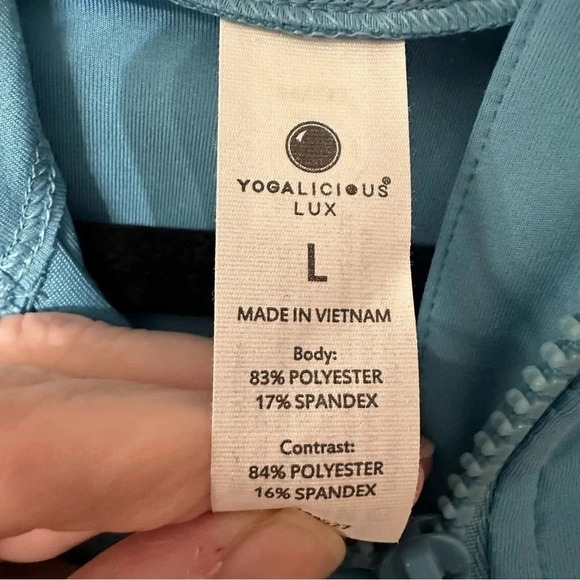 YOGALICIOUS®
LUX
L
MADE IN VIETNAM
Body:
83% POLYESTER
17% SPANDEX
Contrast:
84% POLYESTER
16% SPANDEX